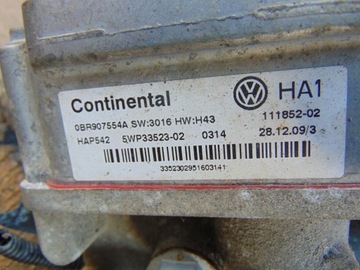 Continental
HA1
0BR907554A SW:3016 HW:H43
111852-02
HAP542 5WP33523-02 0314
28.12.09/3
3352302951603141